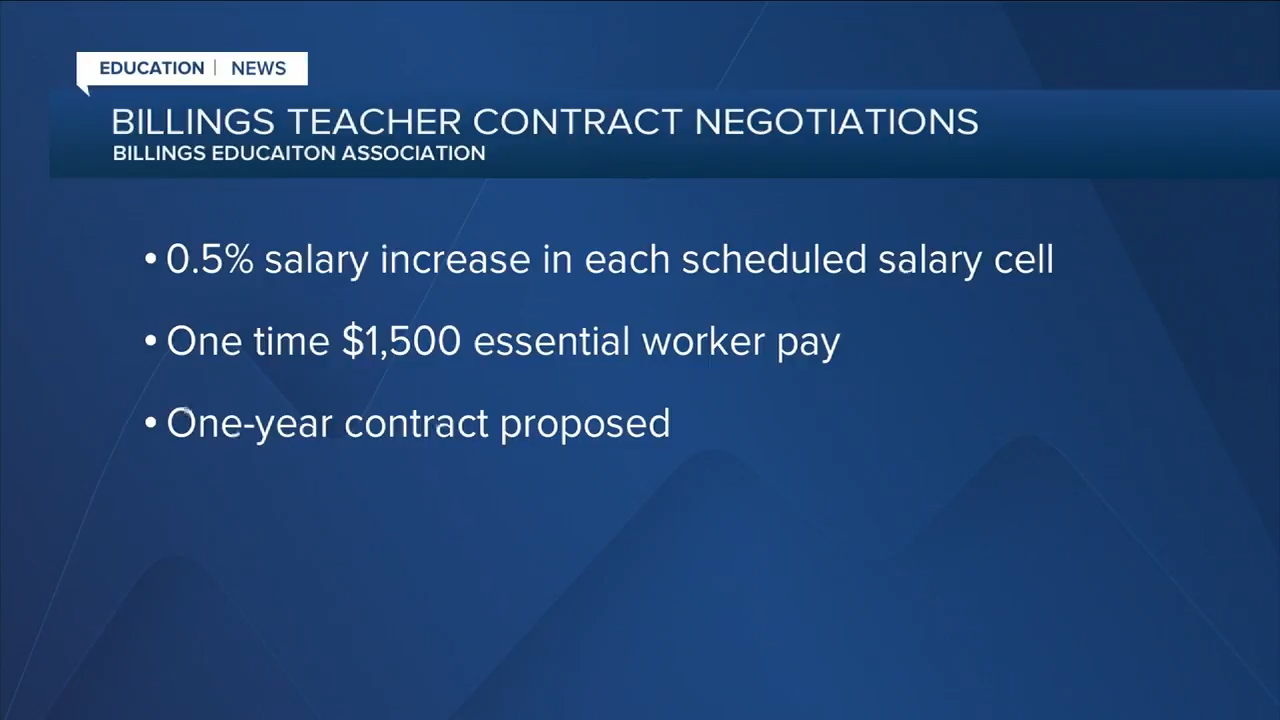 EDUCATION | NEWS
BILLINGS TEACHER CONTRACT NEGOTIATIONS
BILLINGS EDUCAITON ASSOCIATION
• 0.5% salary increase in each scheduled salary cell
• One time $1,500 essential worker pay
• One-year contract proposed